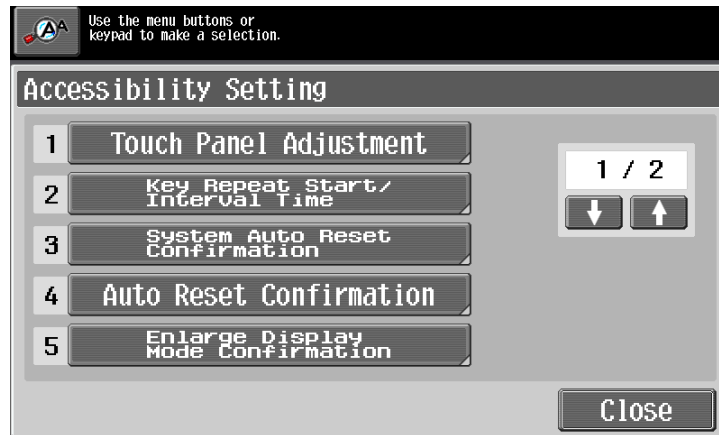 Use the menu buttons or
keypad to make a selection.
Accessibility Setting
1 Touch Panel Adjustment
2 Key Repeat Start/
Interval Time
3 System Auto Reset
Confirmation
4 Auto Reset Confirmation
5 Enlarge Display
Mode Confirmation
1 / 2
Close